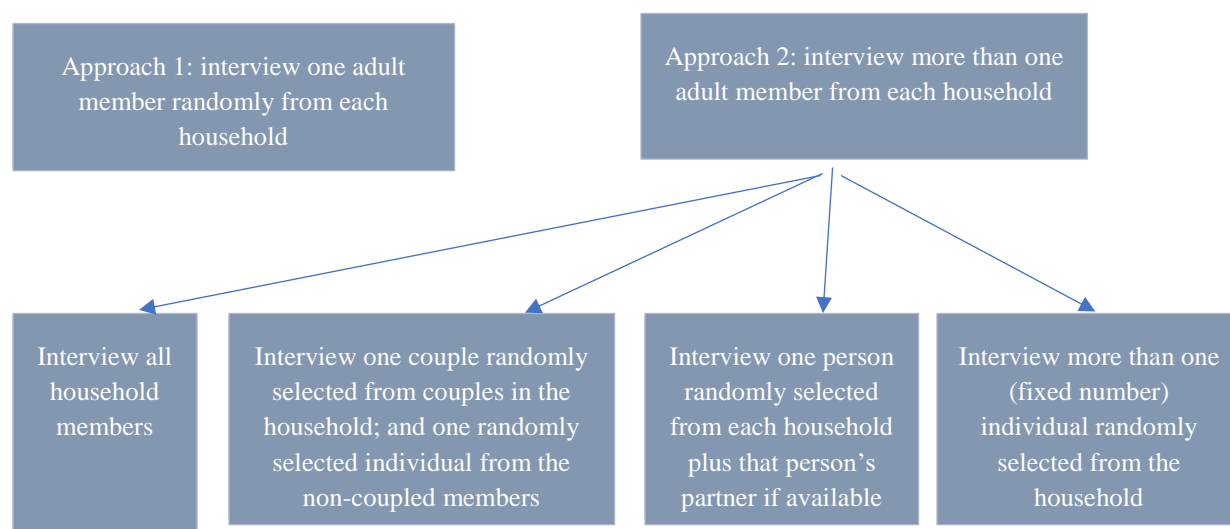 Approach 1: interview one adult
member randomly from each
household
Approach 2: interview more than one
adult member from each household
Interview all
household
members
Interview one couple randomly
selected from couples in the
household; and one randomly
selected individual from the
non-coupled members
Interview one person
randomly selected
from each household
plus that person’s
partner if available
Interview more than one
(fixed number)
individual randomly
selected from the
household